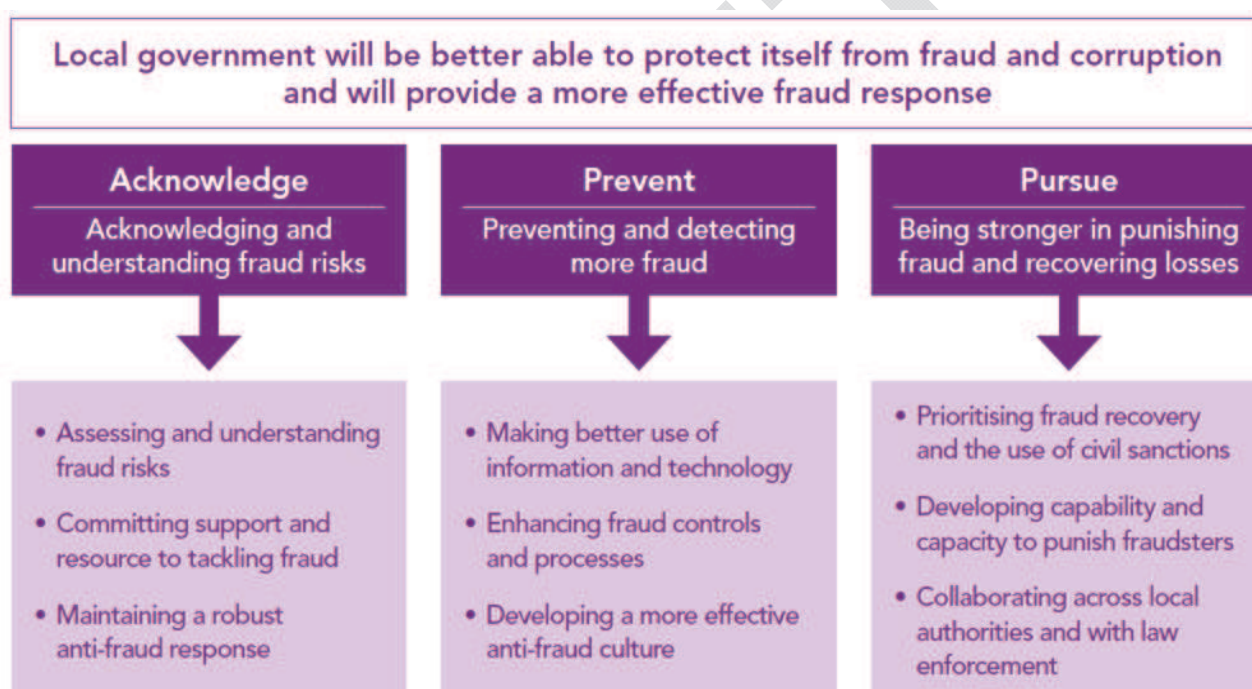 Local government will be better able to protect itself from fraud and corruption
and will provide a more effective fraud response
Acknowledge
Acknowledging and
understanding fraud risks
• Assessing and understanding
fraud risks
• Committing support and
resource to tackling fraud
• Maintaining a robust
anti-fraud response
Prevent
Preventing and detecting
more fraud
• Making better use of
information and technology
• Enhancing fraud controls
and processes
• Developing a more effective
anti-fraud culture
Pursue
Being stronger in punishing
fraud and recovering losses
• Prioritising fraud recovery
and the use of civil sanctions
• Developing capability and
capacity to punish fraudsters
• Collaborating across local
authorities and with law
enforcement